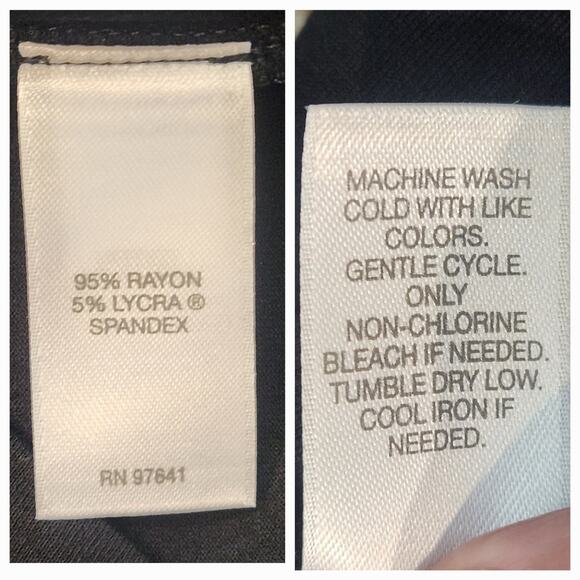 95% RAYON
5% LYCRA ®
SPANDEX
RN 97641
MACHINE WASH
COLD WITH LIKE
COLORS.
GENTLE CYCLE.
ONLY
NON-CHLORINE
BLEACH IF NEEDED.
TUMBLE DRY LOW.
COOL IRON IF
NEEDED.